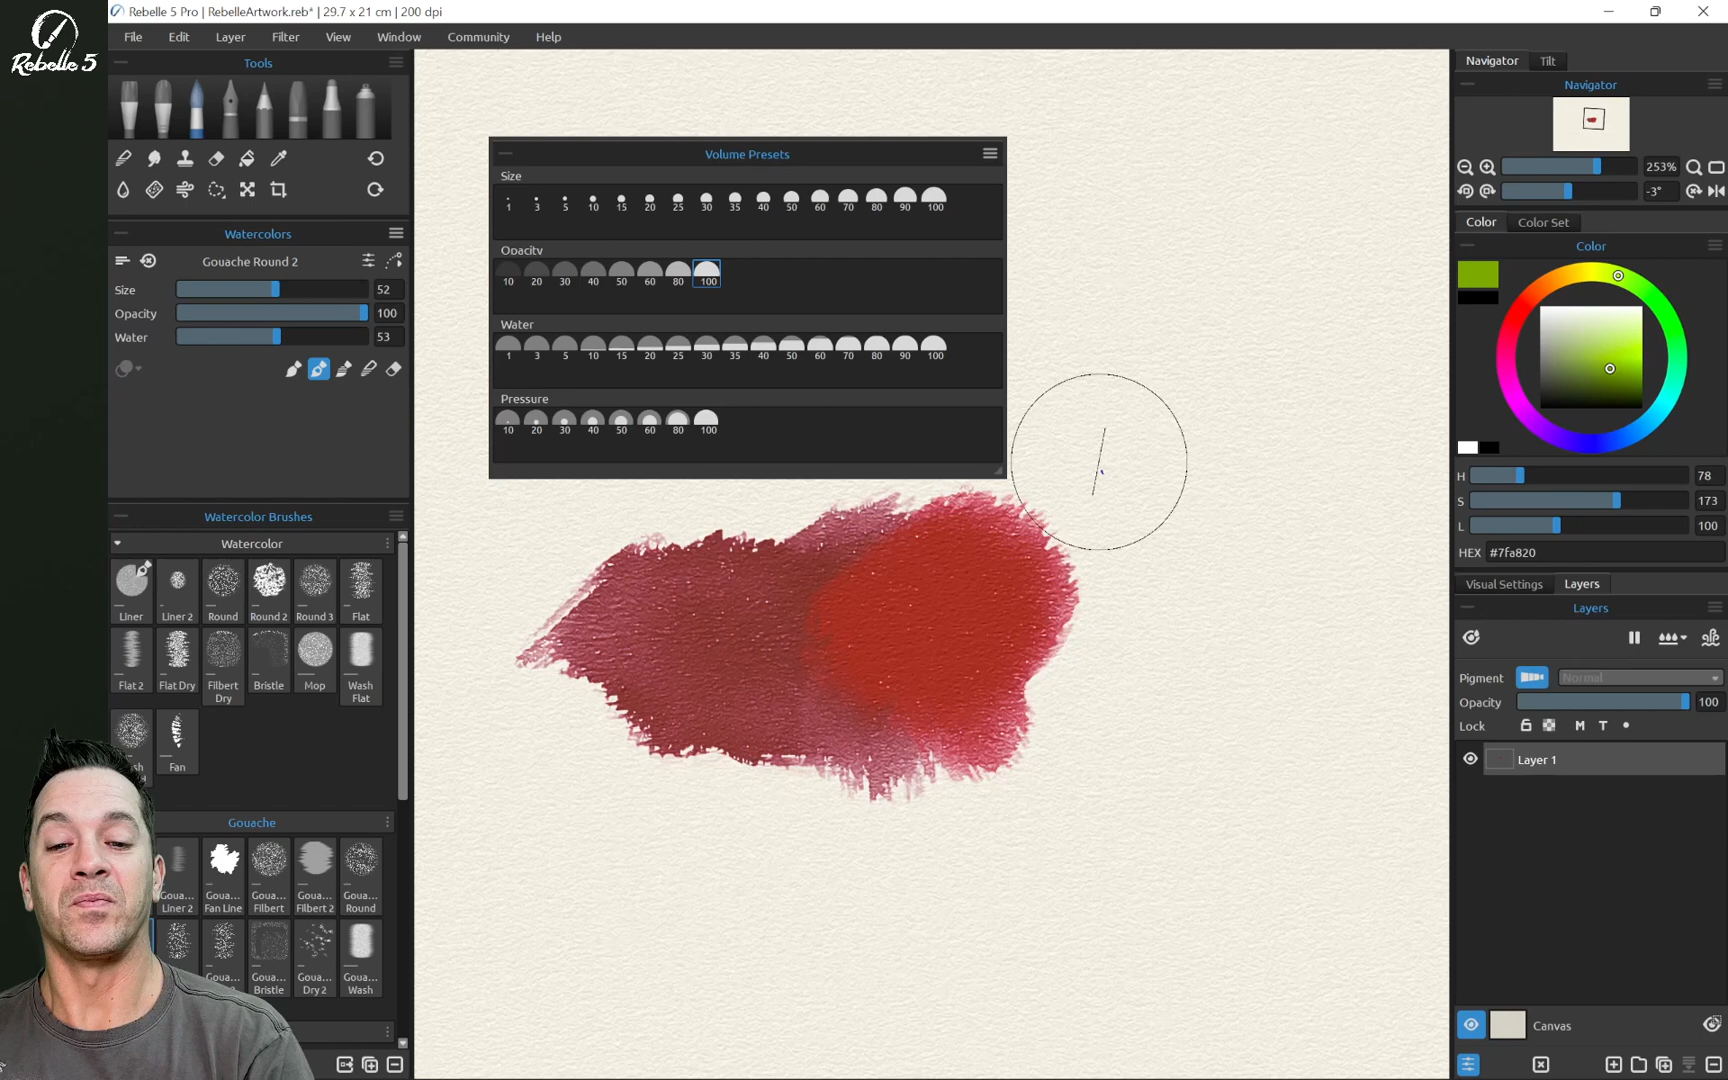 Rebelle 5 Pro | RebelleArtwork.reb* | 29.7 x 21 cm | 200 dpi
Rebelle 5
File Edit Layer Filter View Window Community Help
Tools
Watercolors
Gouache Round 2
Size 52
Opacity 100
Water 53
Watercolor Brushes
Watercolor
Liner Liner 2 Round Round 2 Round 3 Flat
Flat 2 Flat Dry Filbert Dry Bristle Mop Wash Flat
Fan
Gouache
Goua... Liner 2 Goua... Fan Line Goua... Filbert Goua... Filbert 2 Goua... Round
Goua... Goua... Bristle Goua... Dry 2 Goua... Wash
Volume Presets
Size
1 3 5 10 15 20 25 30 35 40 50 60 70 80 90 100
Opacity
10 20 30 40 50 60 80 100
Water
1 3 5 10 15 20 25 30 35 40 50 60 70 80 90 100
Pressure
10 20 30 40 50 60 80 100
Navigator Tilt
Navigator
253%
-3°
Color Color Set
Color
H 78
S 173
L 100
HEX #7fa820
Visual Settings Layers
Layers
Pigment Normal
Opacity 100
Lock M T
Layer 1
Canvas